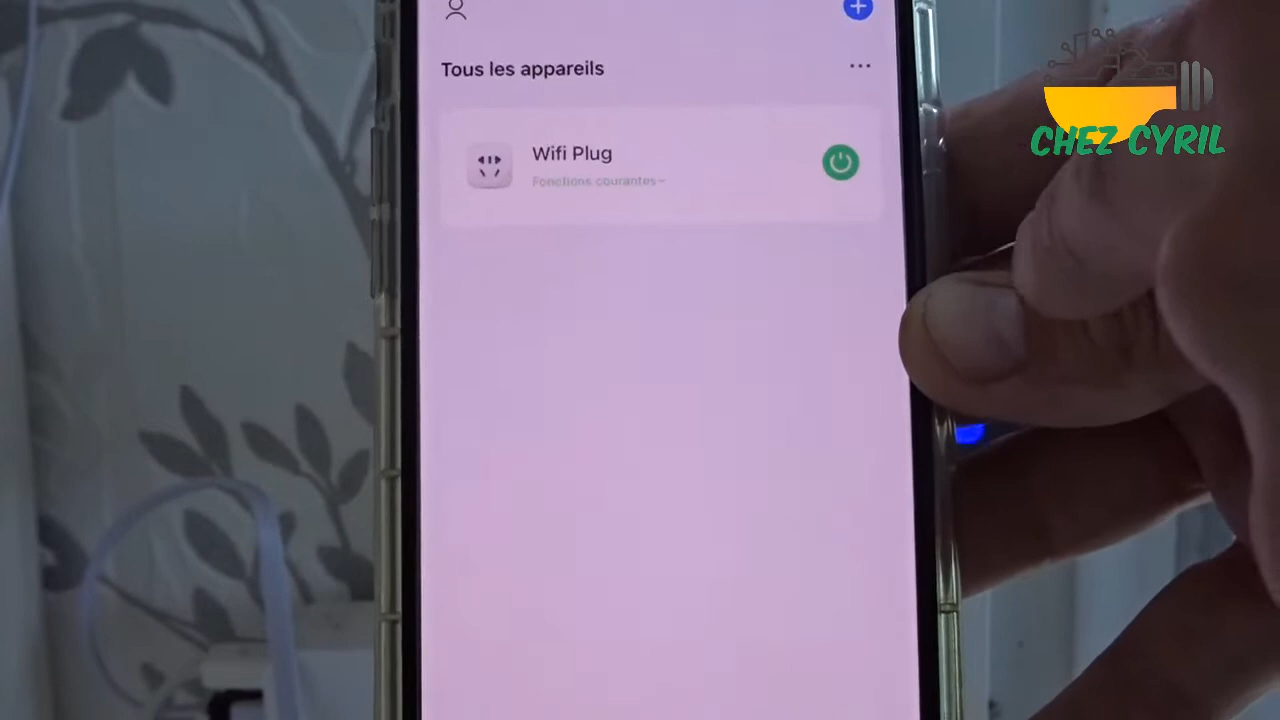 Tous les appareils
Wifi Plug
Fonctions courantes
CHEZ CYRIL